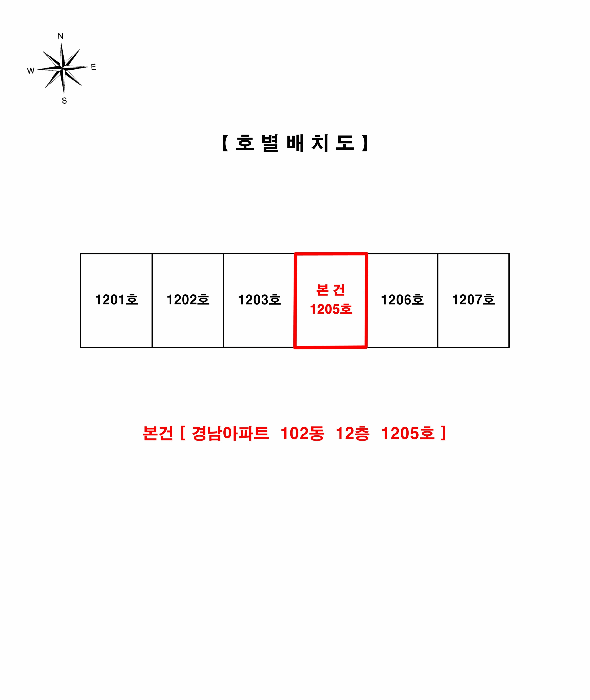 N
W E
S
【 호 별 배 치 도 】
1201호 1202호 1203호 본 건 1205호 1206호 1207호
본건 [ 경남아파트 102동 12층 1205호 ]